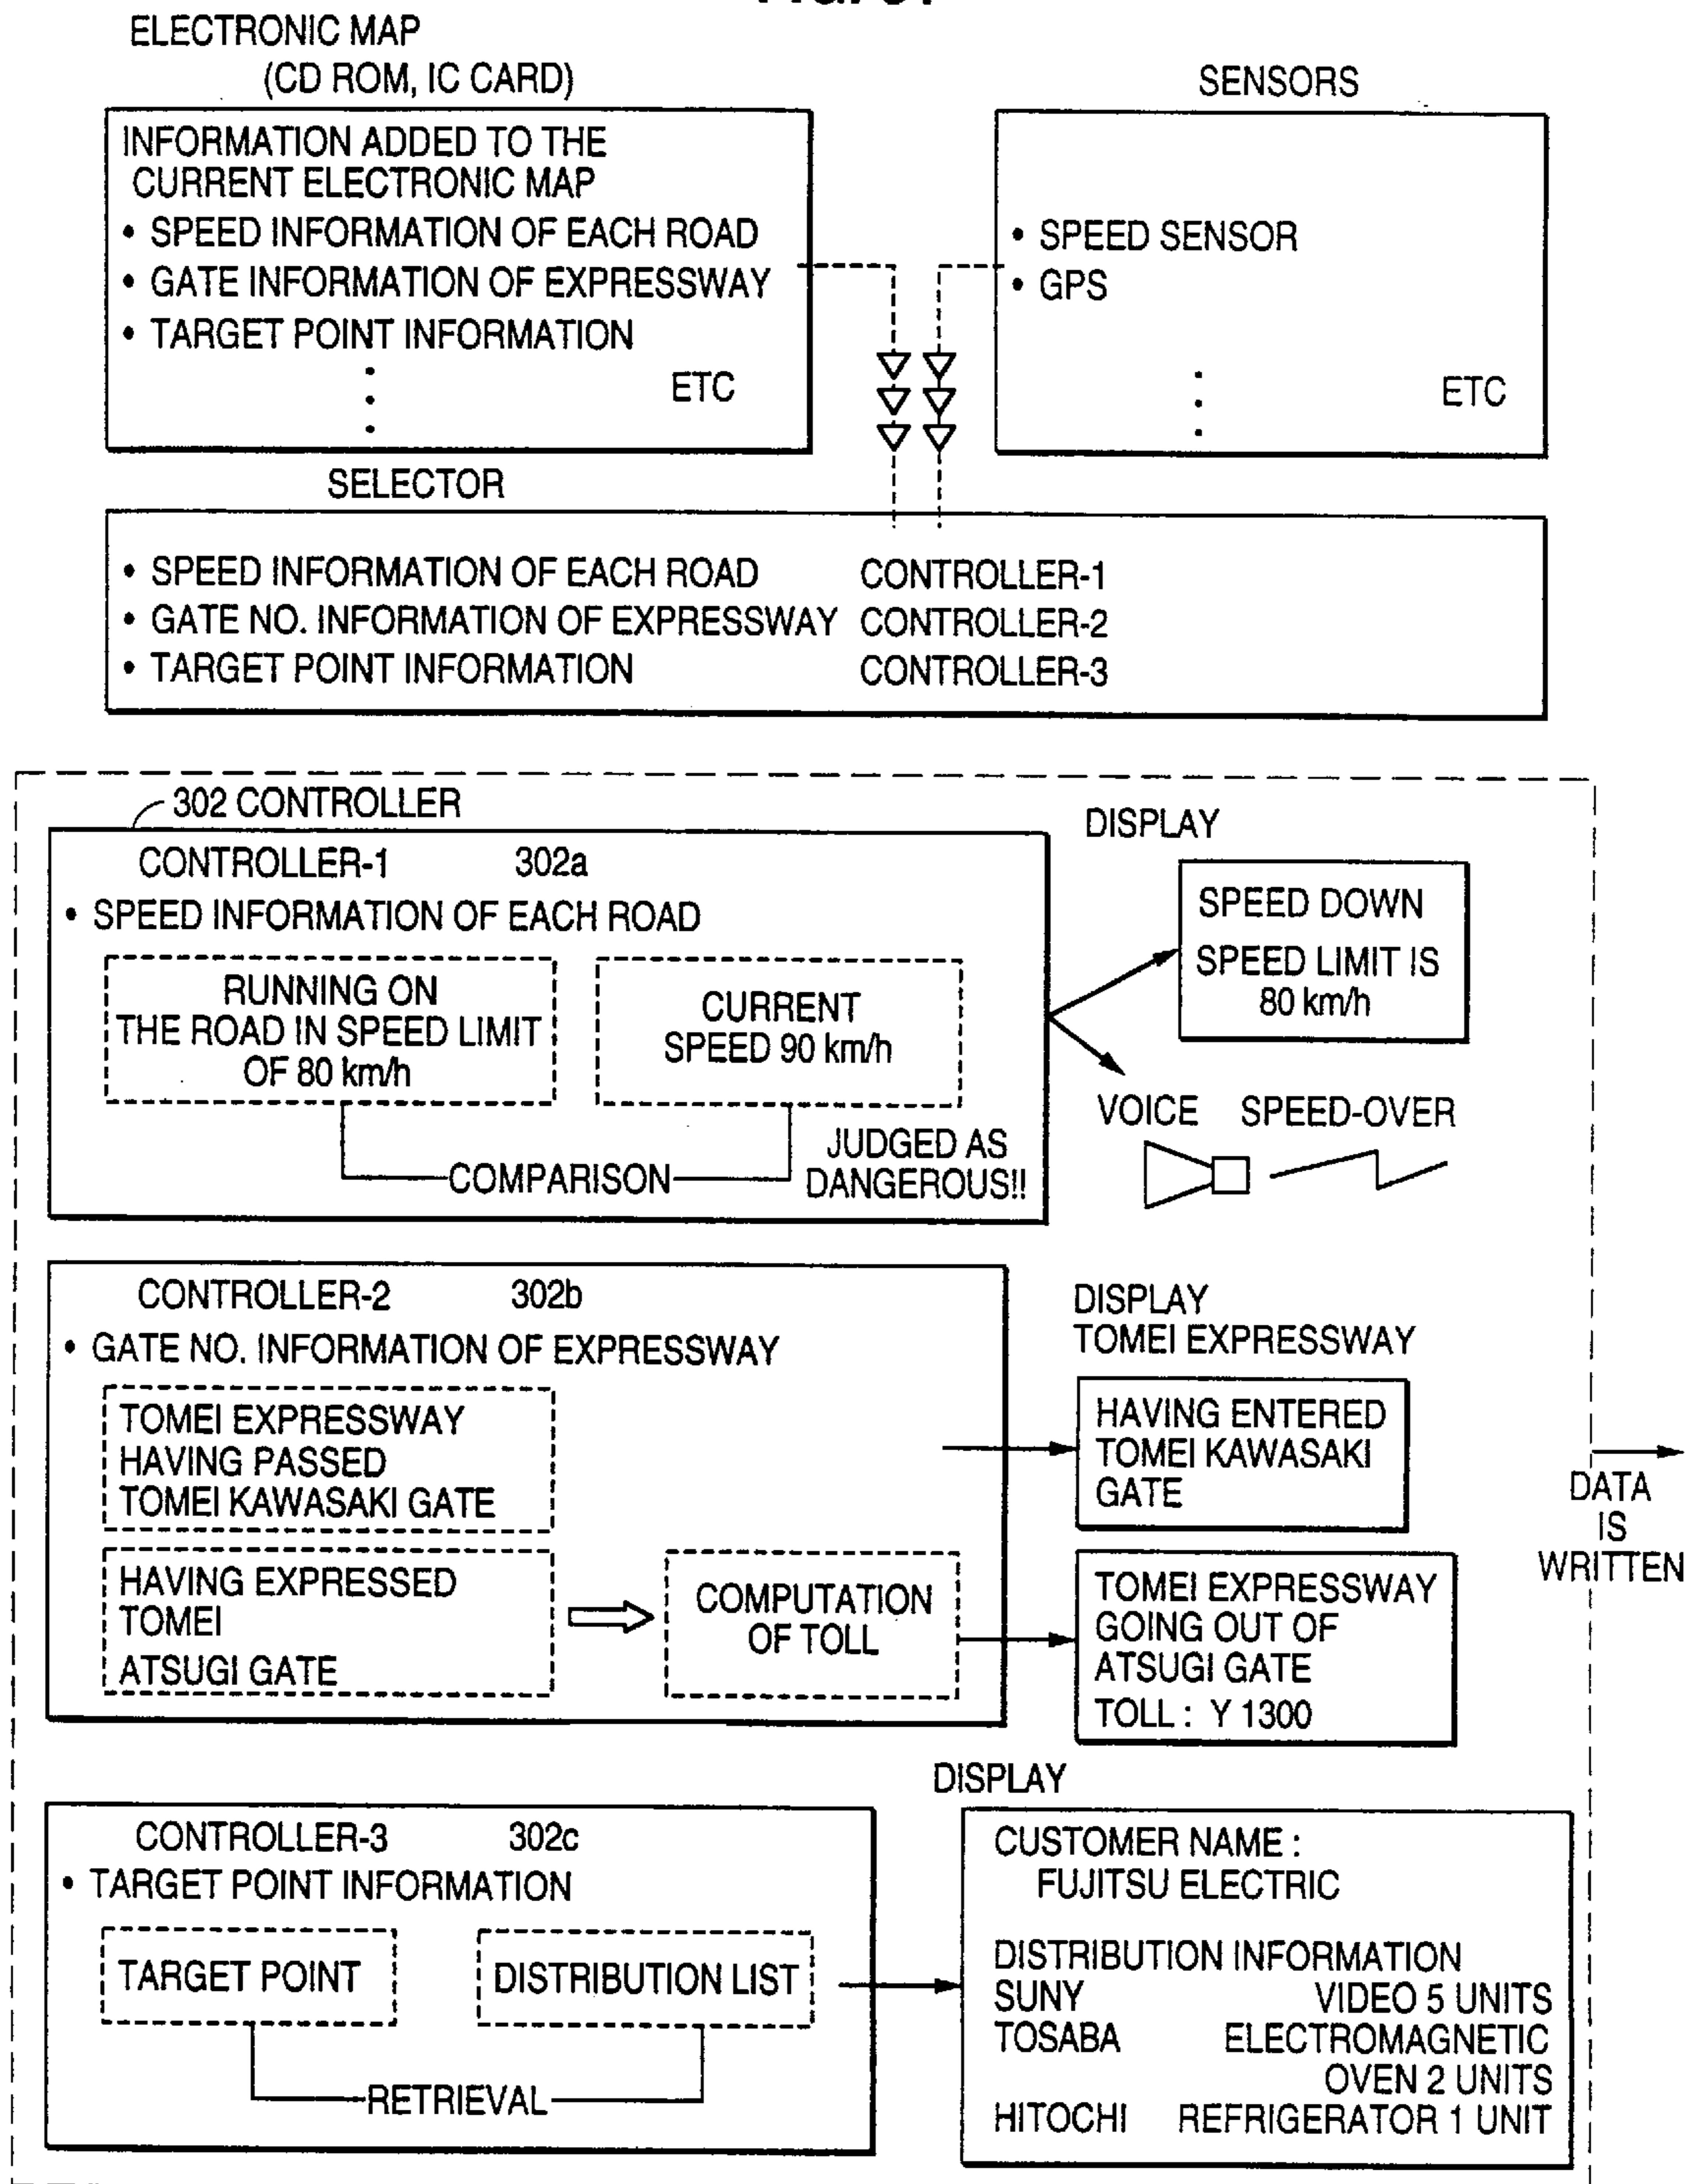 ELECTRONIC MAP
(CD ROM, IC CARD)
INFORMATION ADDED TO THE
CURRENT ELECTRONIC MAP
• SPEED INFORMATION OF EACH ROAD
• GATE INFORMATION OF EXPRESSWAY
• TARGET POINT INFORMATION
ETC
SENSORS
• SPEED SENSOR
• GPS
ETC
SELECTOR
• SPEED INFORMATION OF EACH ROAD CONTROLLER-1
• GATE NO. INFORMATION OF EXPRESSWAY CONTROLLER-2
• TARGET POINT INFORMATION CONTROLLER-3
302 CONTROLLER
CONTROLLER-1 302a
• SPEED INFORMATION OF EACH ROAD
RUNNING ON
THE ROAD IN SPEED LIMIT
OF 80 km/h
CURRENT
SPEED 90 km/h
COMPARISON
JUDGED AS
DANGEROUS!!
DISPLAY
SPEED DOWN
SPEED LIMIT IS
80 km/h
VOICE SPEED-OVER
CONTROLLER-2 302b
• GATE NO. INFORMATION OF EXPRESSWAY
TOMEI EXPRESSWAY
HAVING PASSED
TOMEI KAWASAKI GATE
HAVING EXPRESSED
TOMEI
ATSUGI GATE
COMPUTATION
OF TOLL
DISPLAY
TOMEI EXPRESSWAY
HAVING ENTERED
TOMEI KAWASAKI
GATE
TOMEI EXPRESSWAY
GOING OUT OF
ATSUGI GATE
TOLL : Y 1300
DATA
IS
WRITTEN
CONTROLLER-3 302c
• TARGET POINT INFORMATION
TARGET POINT
DISTRIBUTION LIST
RETRIEVAL
DISPLAY
CUSTOMER NAME :
FUJITSU ELECTRIC
DISTRIBUTION INFORMATION
SUNY VIDEO 5 UNITS
TOSABA ELECTROMAGNETIC
OVEN 2 UNITS
HITOCHI REFRIGERATOR 1 UNIT